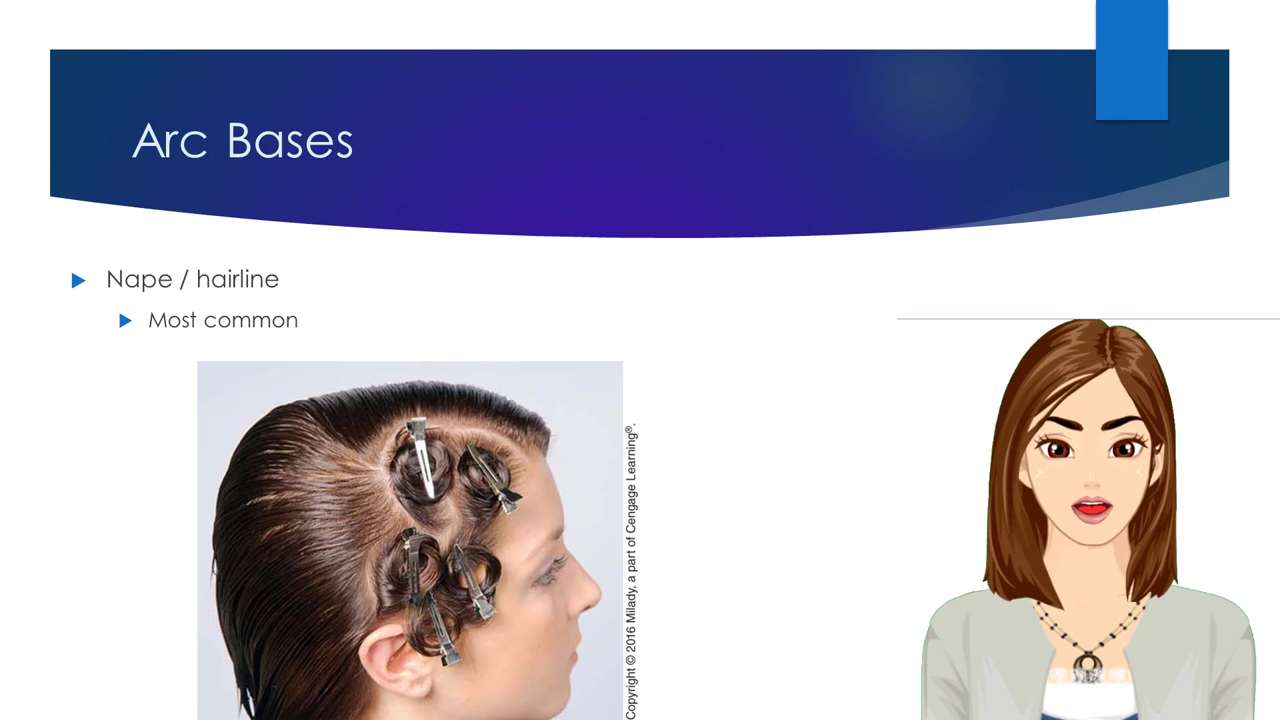 Arc Bases
Nape / hairline
Most common
Copyright © 2016 Milady, a part of Cengage Learning®.